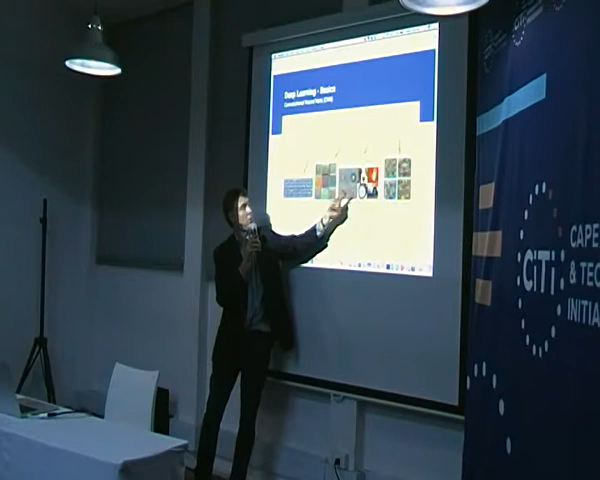 Deep Learning - Basics
Convolutional Neural Nets (CNN)
CiTi
CAPE
& TEC
INITIA